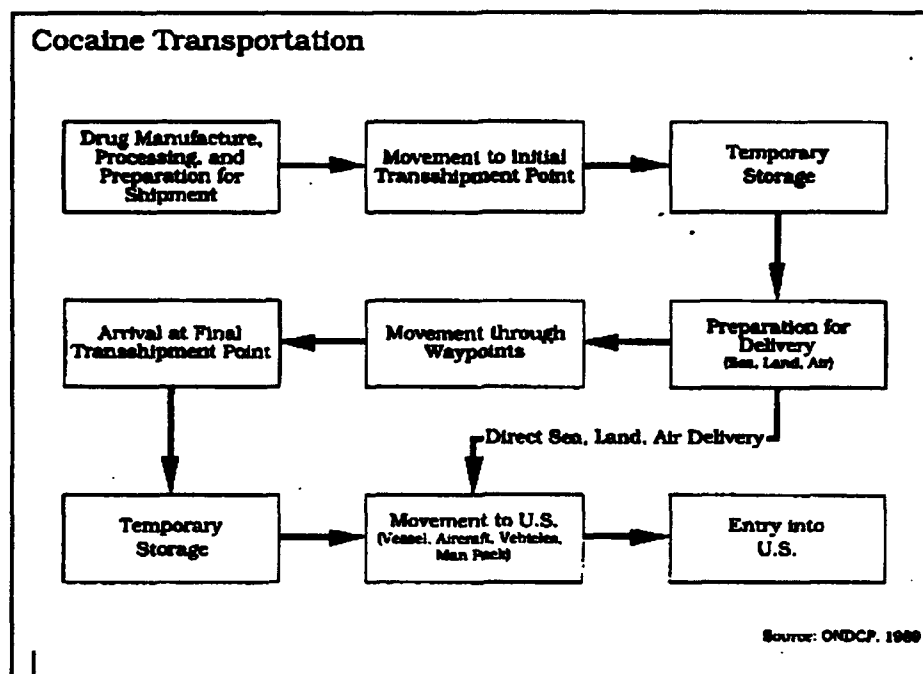 Cocaine Transportation
Drug Manufacture,
Processing, and
Preparation for
Shipment
Movement to Initial
Transshipment Point
Temporary
Storage
Arrival at Final
Transshipment Point
Movement through
Waypoints
Preparation for
Delivery
(Sea, Land, Air)
Direct Sea, Land, Air Delivery
Temporary
Storage
Movement to U.S.
(Vessel, Aircraft, Vehicles,
Man Pack)
Entry into
U.S.
Source: ONDCP, 1989